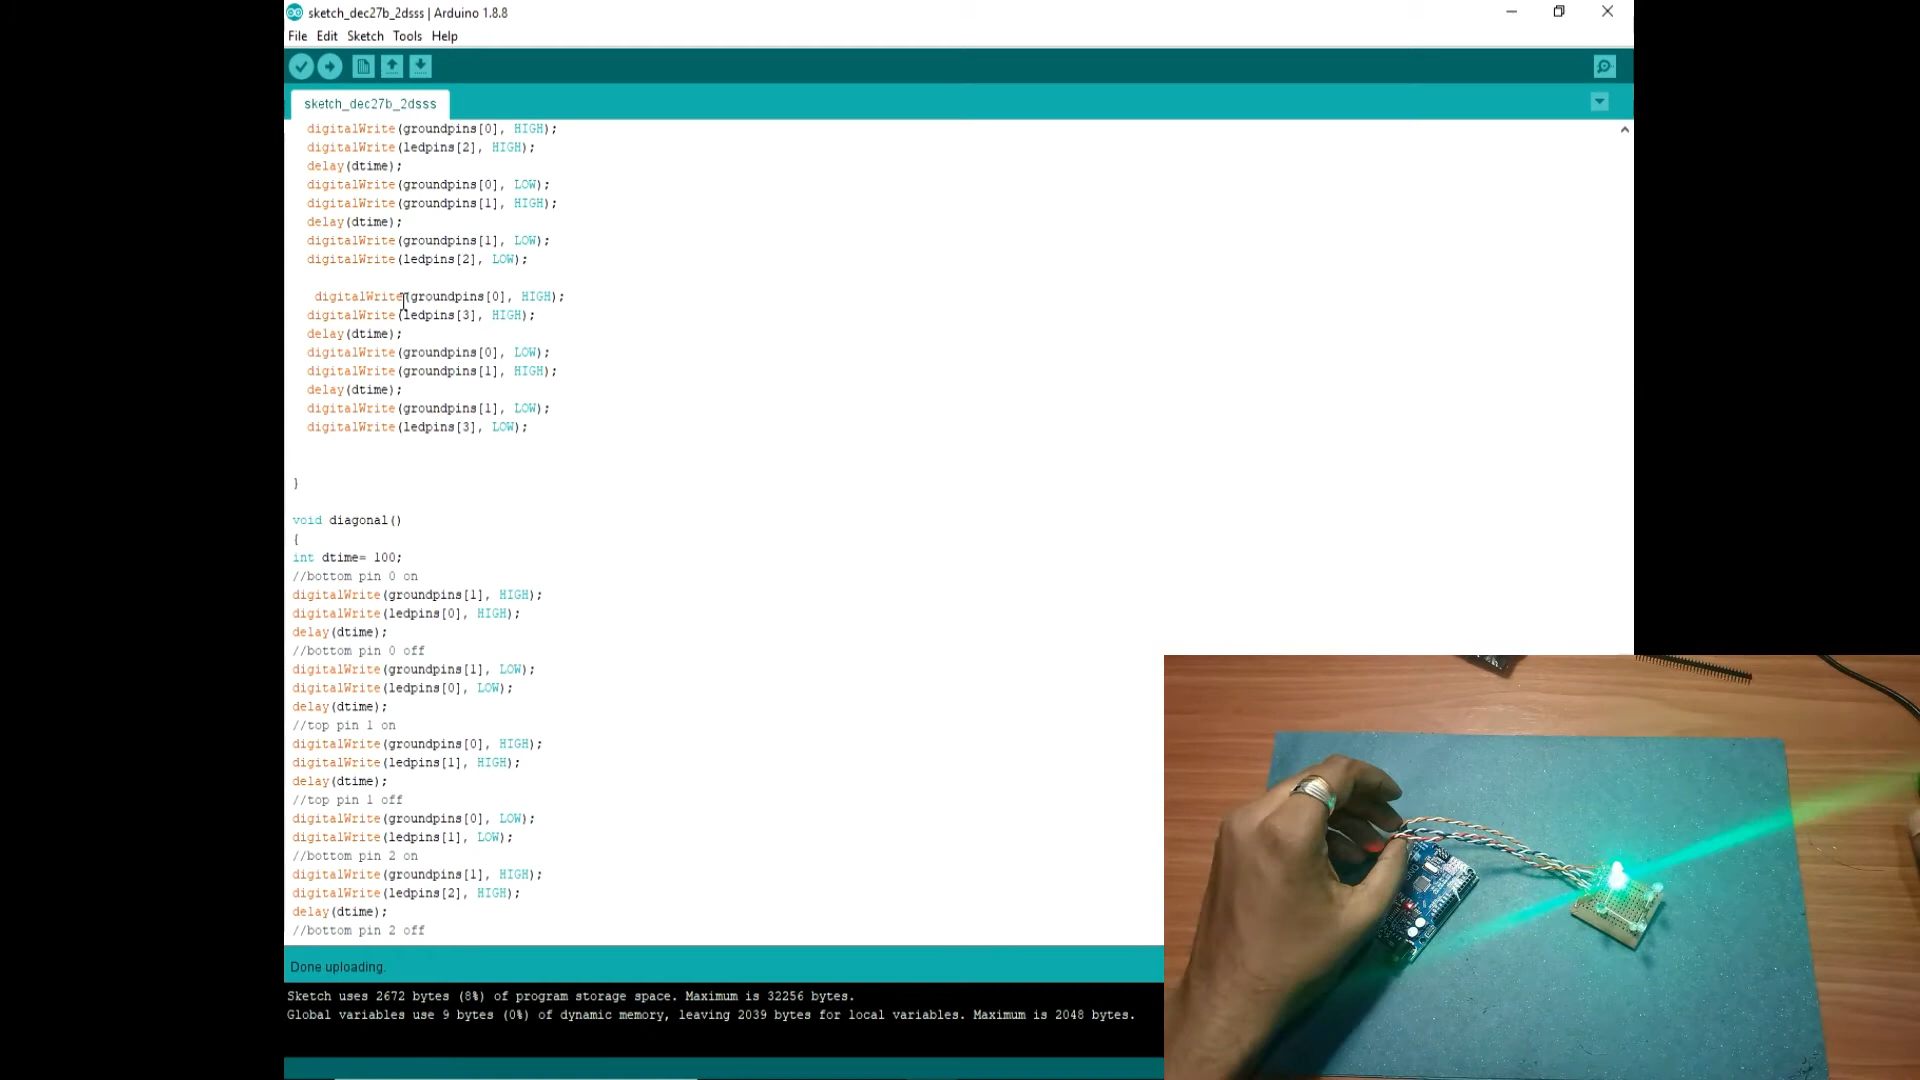 sketch_dec27b_2dsss | Arduino 1.8.8
File Edit Sketch Tools Help
sketch_dec27b_2dsss
digitalWrite(groundpins[0], HIGH);
digitalWrite(ledpins[2], HIGH);
delay(dtime);
digitalWrite(groundpins[0], LOW);
digitalWrite(groundpins[1], HIGH);
delay(dtime);
digitalWrite(groundpins[1], LOW);
digitalWrite(ledpins[2], LOW);
digitalWrite(groundpins[0], HIGH);
digitalWrite(ledpins[3], HIGH);
delay(dtime);
digitalWrite(groundpins[0], LOW);
digitalWrite(groundpins[1], HIGH);
delay(dtime);
digitalWrite(groundpins[1], LOW);
digitalWrite(ledpins[3], LOW);
}
void diagonal()
{
int dtime= 100;
//bottom pin 0 on
digitalWrite(groundpins[1], HIGH);
digitalWrite(ledpins[0], HIGH);
delay(dtime);
//bottom pin 0 off
digitalWrite(groundpins[1], LOW);
digitalWrite(ledpins[0], LOW);
delay(dtime);
//top pin 1 on
digitalWrite(groundpins[0], HIGH);
digitalWrite(ledpins[1], HIGH);
delay(dtime);
//top pin 1 off
digitalWrite(groundpins[0], LOW);
digitalWrite(ledpins[1], LOW);
//bottom pin 2 on
digitalWrite(groundpins[1], HIGH);
digitalWrite(ledpins[2], HIGH);
delay(dtime);
//bottom pin 2 off
Done uploading.
Sketch uses 2672 bytes (8%) of program storage space. Maximum is 32256 bytes.
Global variables use 9 bytes (0%) of dynamic memory, leaving 2039 bytes for local variables. Maximum is 2048 bytes.